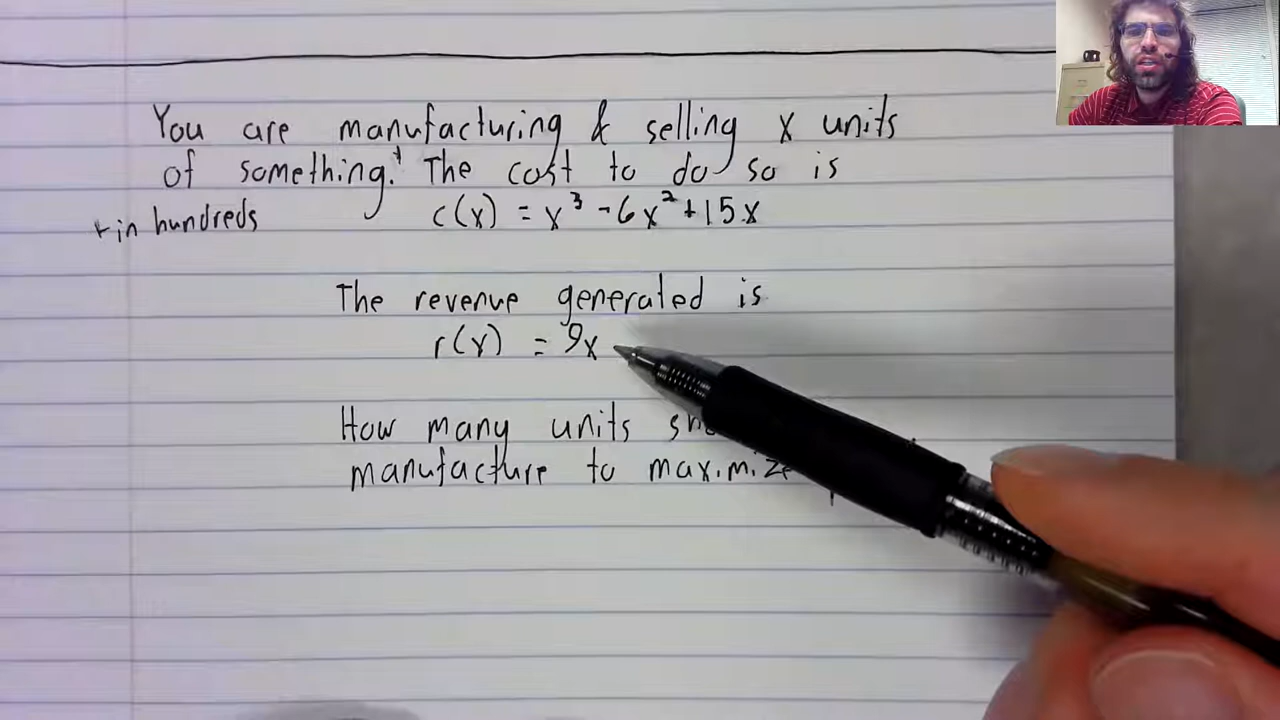 You are manufacturing & selling x units
of something.* The cost to do so is
*in hundreds
c(x) = x³ - 6x² + 15x
The revenue generated is
r(x) = 9x
How many units
manufacture to maximize